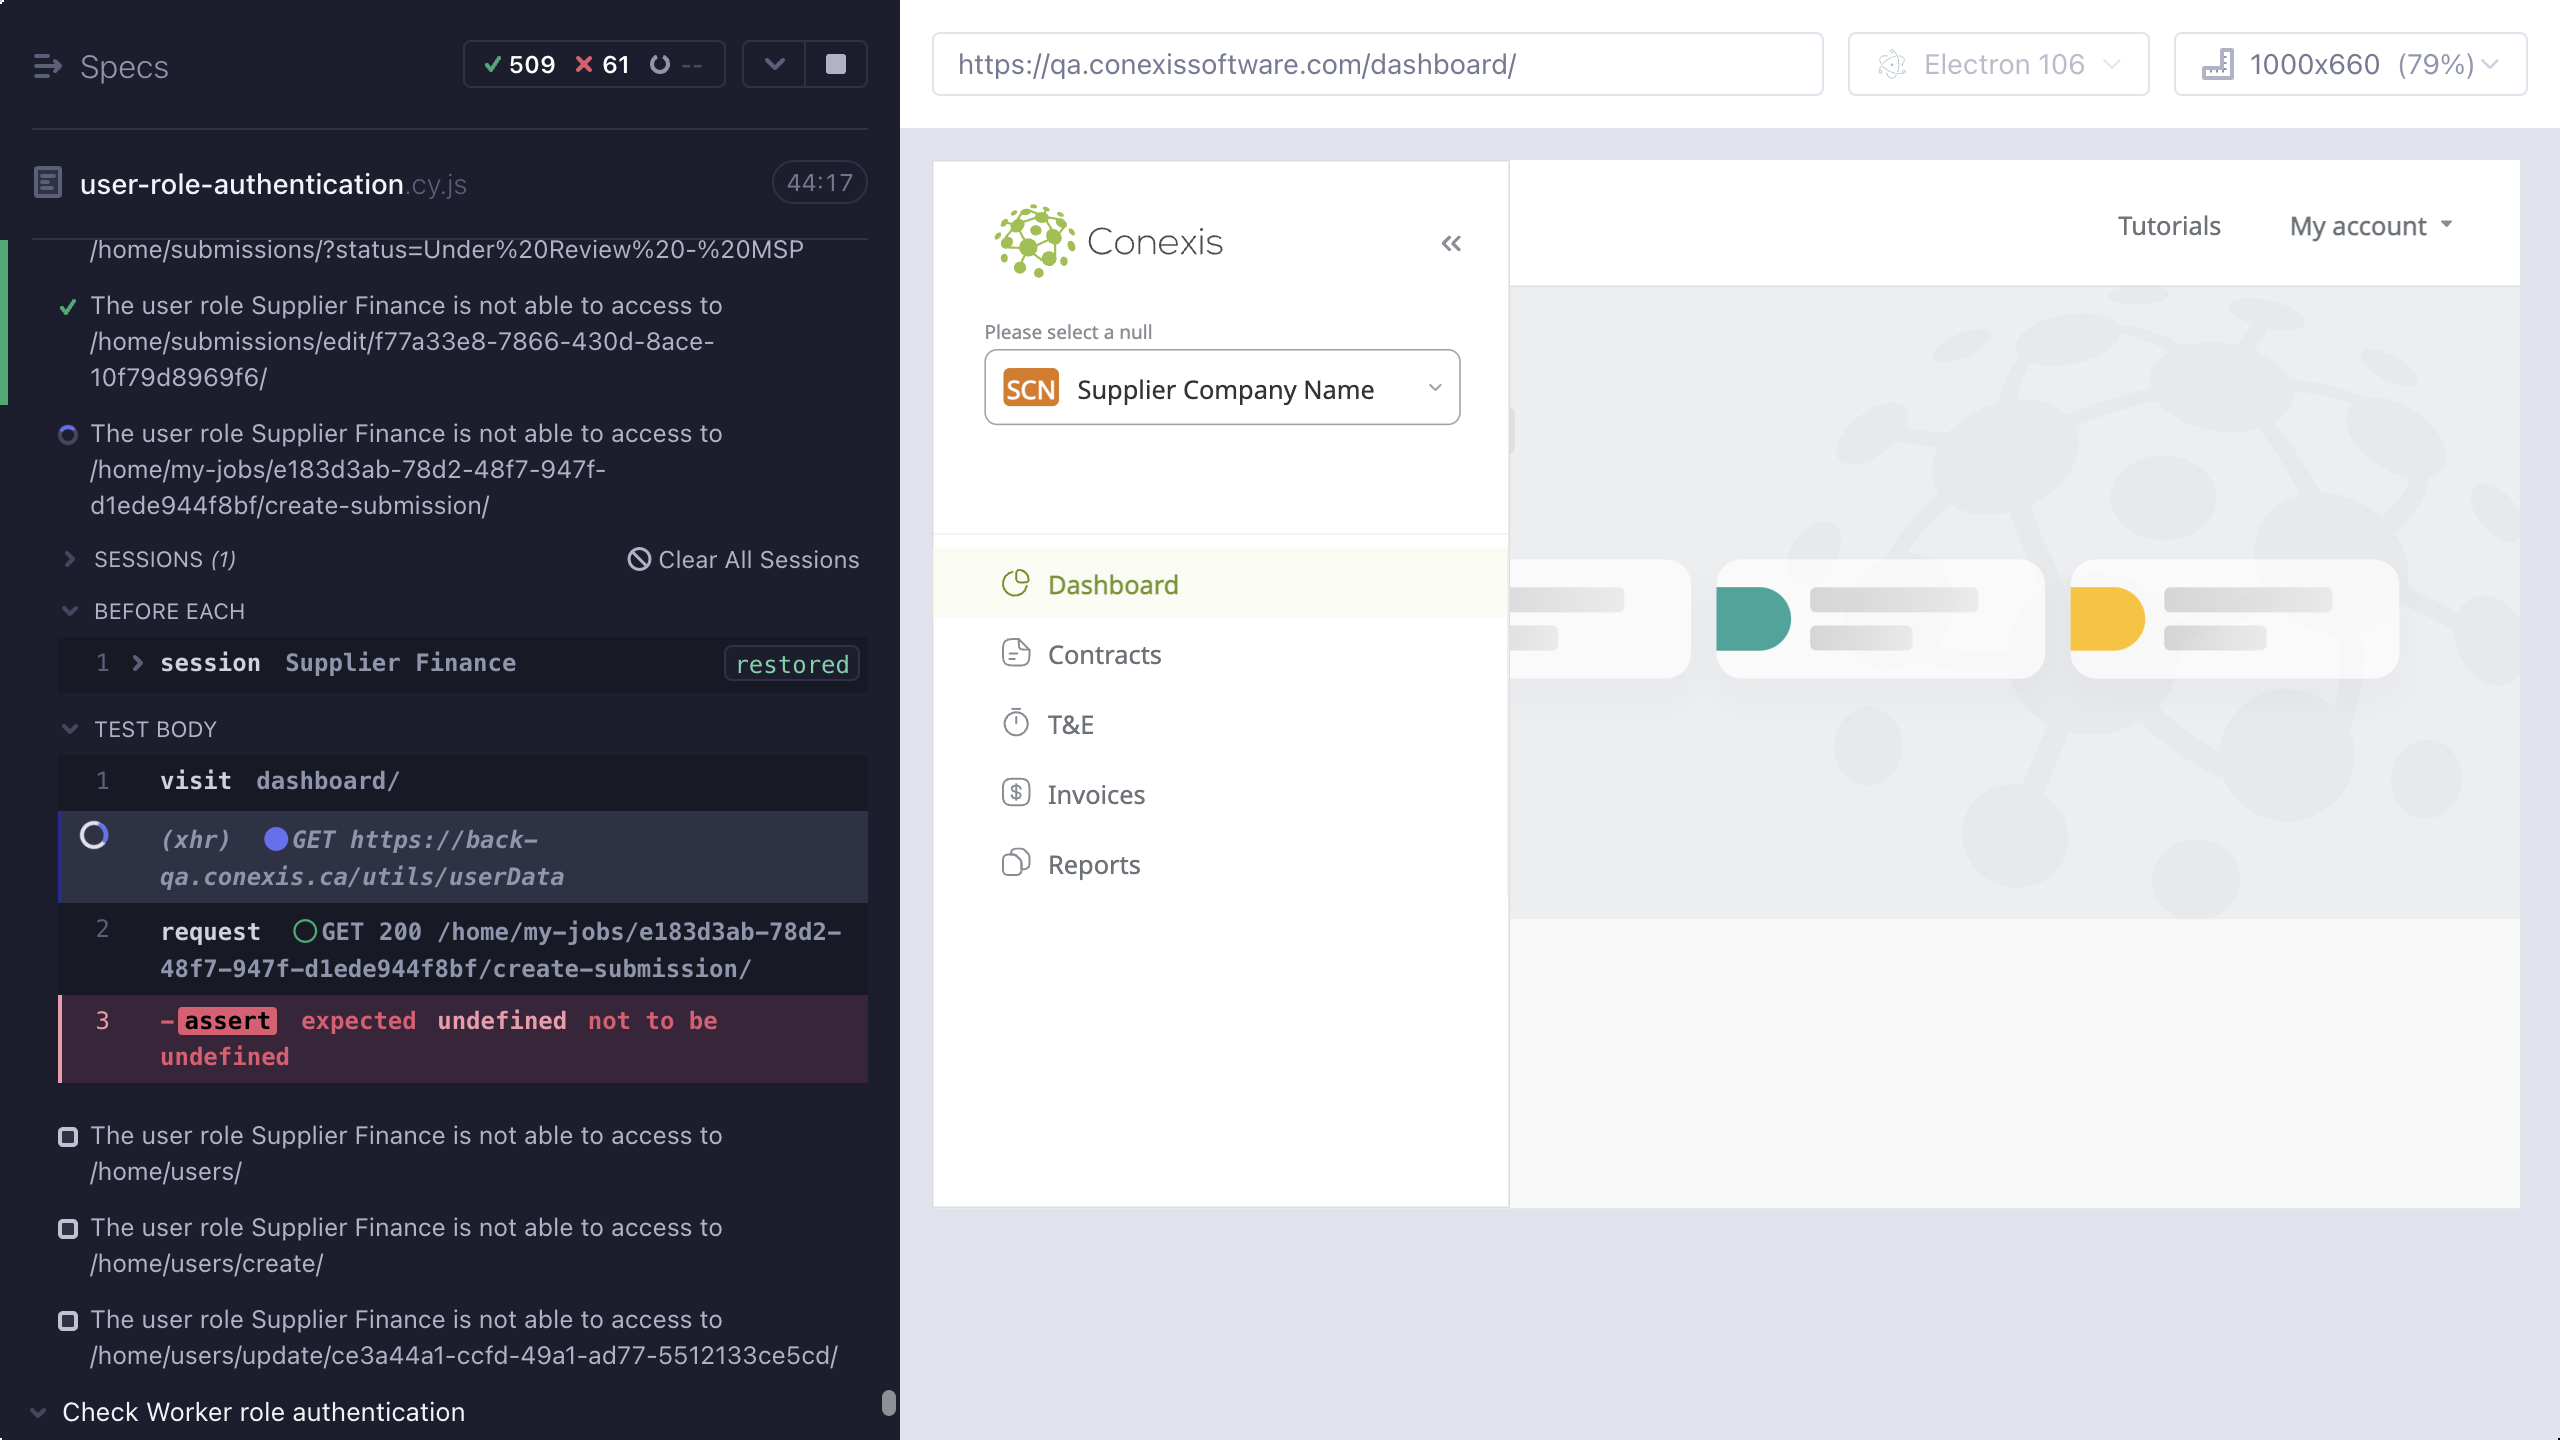 Specs
509 61 --
user-role-authentication.cy.js
44:17
/home/submissions/?status=Under%20Review%20-%20MSP
The user role Supplier Finance is not able to access to
/home/submissions/edit/f77a33e8-7866-430d-8ace-
10f79d8969f6/
The user role Supplier Finance is not able to access to
/home/my-jobs/e183d3ab-78d2-48f7-947f-
d1ede944f8bf/create-submission/
SESSIONS (1)
Clear All Sessions
BEFORE EACH
1 session Supplier Finance restored
TEST BODY
1 visit dashboard/
(xhr) GET https://back-
qa.conexis.ca/utils/userData
2 request GET 200 /home/my-jobs/e183d3ab-78d2-
48f7-947f-d1ede944f8bf/create-submission/
3 -assert expected undefined not to be
undefined
The user role Supplier Finance is not able to access to
/home/users/
The user role Supplier Finance is not able to access to
/home/users/create/
The user role Supplier Finance is not able to access to
/home/users/update/ce3a44a1-ccfd-49a1-ad77-5512133ce5cd/
Check Worker role authentication
https://qa.conexissoftware.com/dashboard/
Electron 106
1000x660 (79%)
Conexis
Tutorials
My account
Please select a null
SCN Supplier Company Name
Dashboard
Contracts
T&E
Invoices
Reports